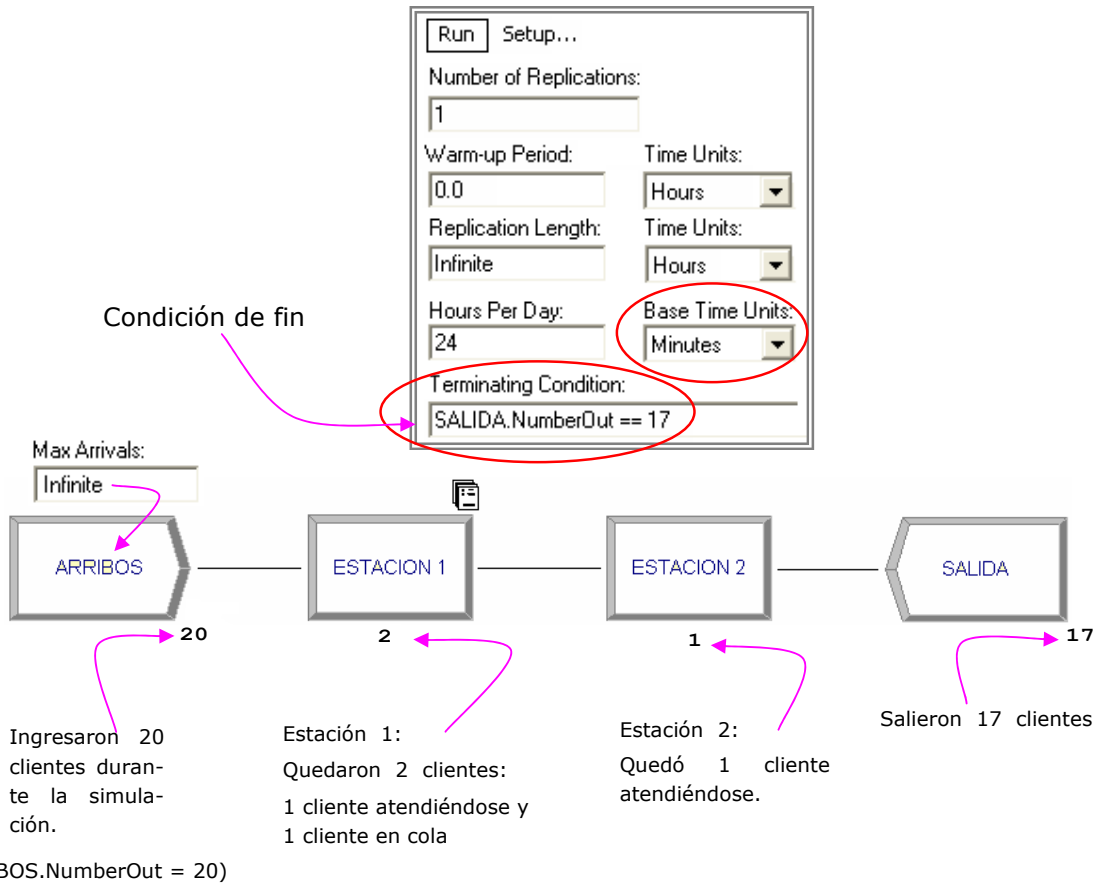 Run Setup...
Number of Replications:
1
Warm-up Period: Time Units:
0.0 Hours
Replication Length: Time Units:
Infinite Hours
Hours Per Day: Base Time Units:
24 Minutes
Terminating Condition:
SALIDA.NumberOut == 17
Condición de fin
Max Arrivals:
Infinite
ARRIBOS ESTACION 1 ESTACION 2 SALIDA
20 2 1 17
Ingresaron 20
clientes duran-
te la simula-
ción.
Estación 1:
Quedaron 2 clientes:
1 cliente atendiéndose y
1 cliente en cola
Estación 2:
Quedó 1 cliente
atendiéndose.
Salieron 17 clientes
BOS.NumberOut = 20)